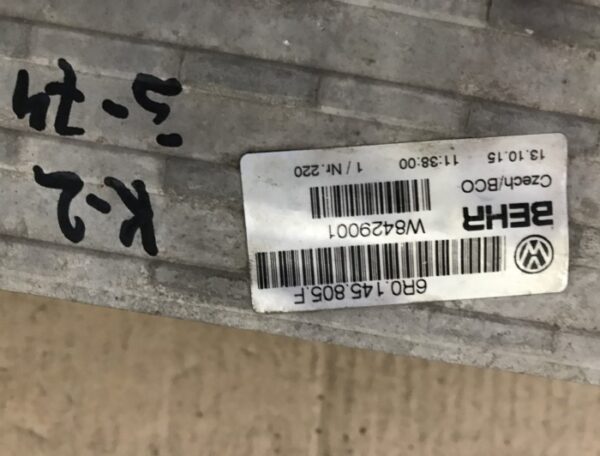 6R0.145.805.F
W8429001
BEHR
Czech/BCO
13.10.15 11:38:00 1 / Nr.220
K-2